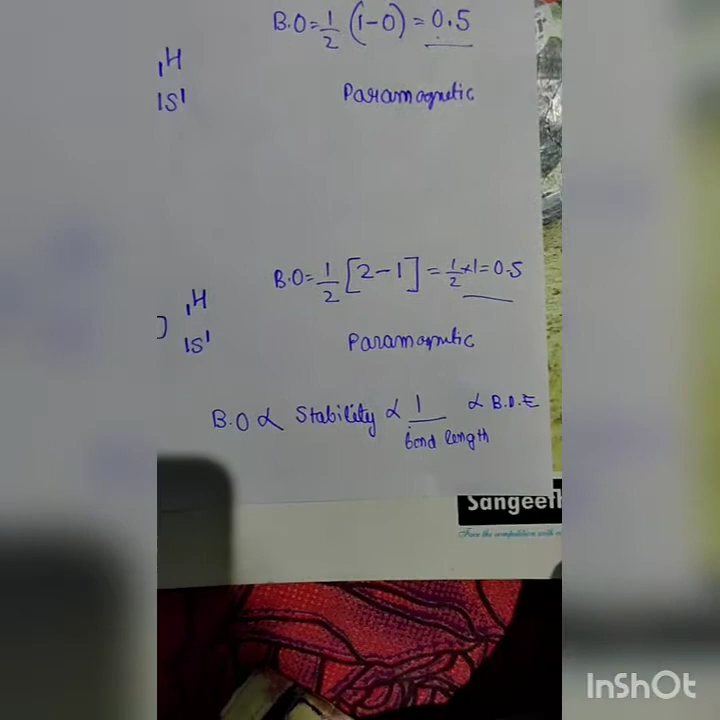 B.O=1/2 (1-0) = 0.5
1H
1S1
Paramagnetic
B.O=1/2 [2-1] = 1/2×1=0.5
1H
1S1
Paramagnetic
B.O ∝ Stability ∝ 1/bond length ∝ B.D.E
Sangeeth
InShOt